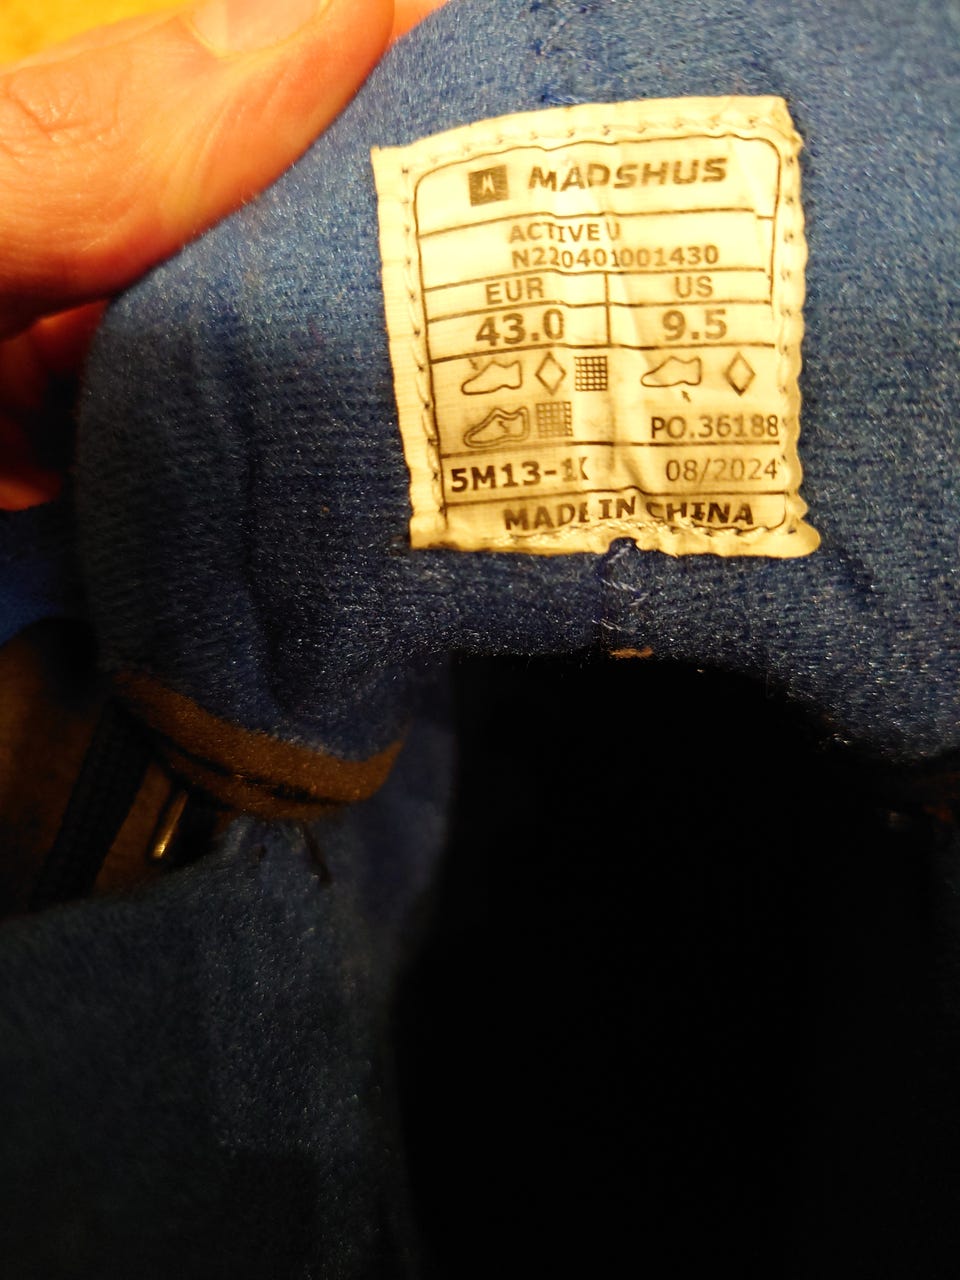 M MADSHUS
ACTIVE U
N220401001430
EUR US
43.0 9.5
PO.36188
08/2024
MADE IN CHINA